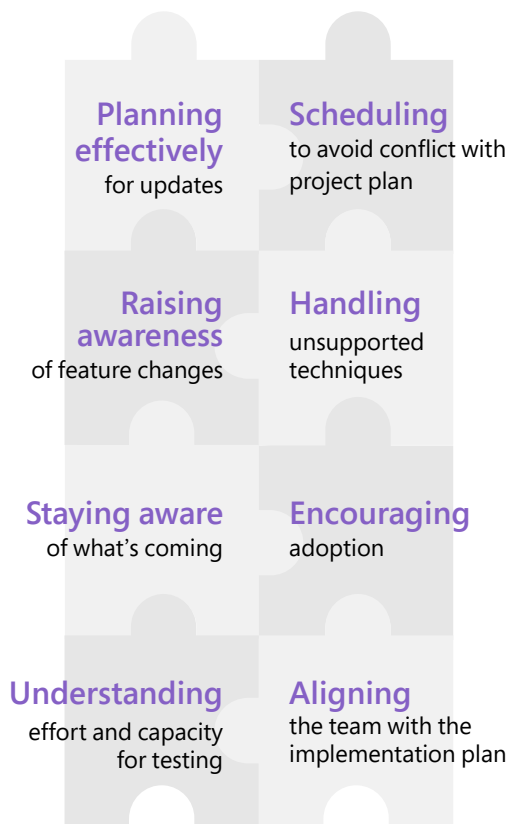 Planning
effectively
for updates
Scheduling
to avoid conflict with
project plan
Raising
awareness
of feature changes
Handling
unsupported
techniques
Staying aware
of what’s coming
Encouraging
adoption
Understanding
effort and capacity
for testing
Aligning
the team with the
implementation plan